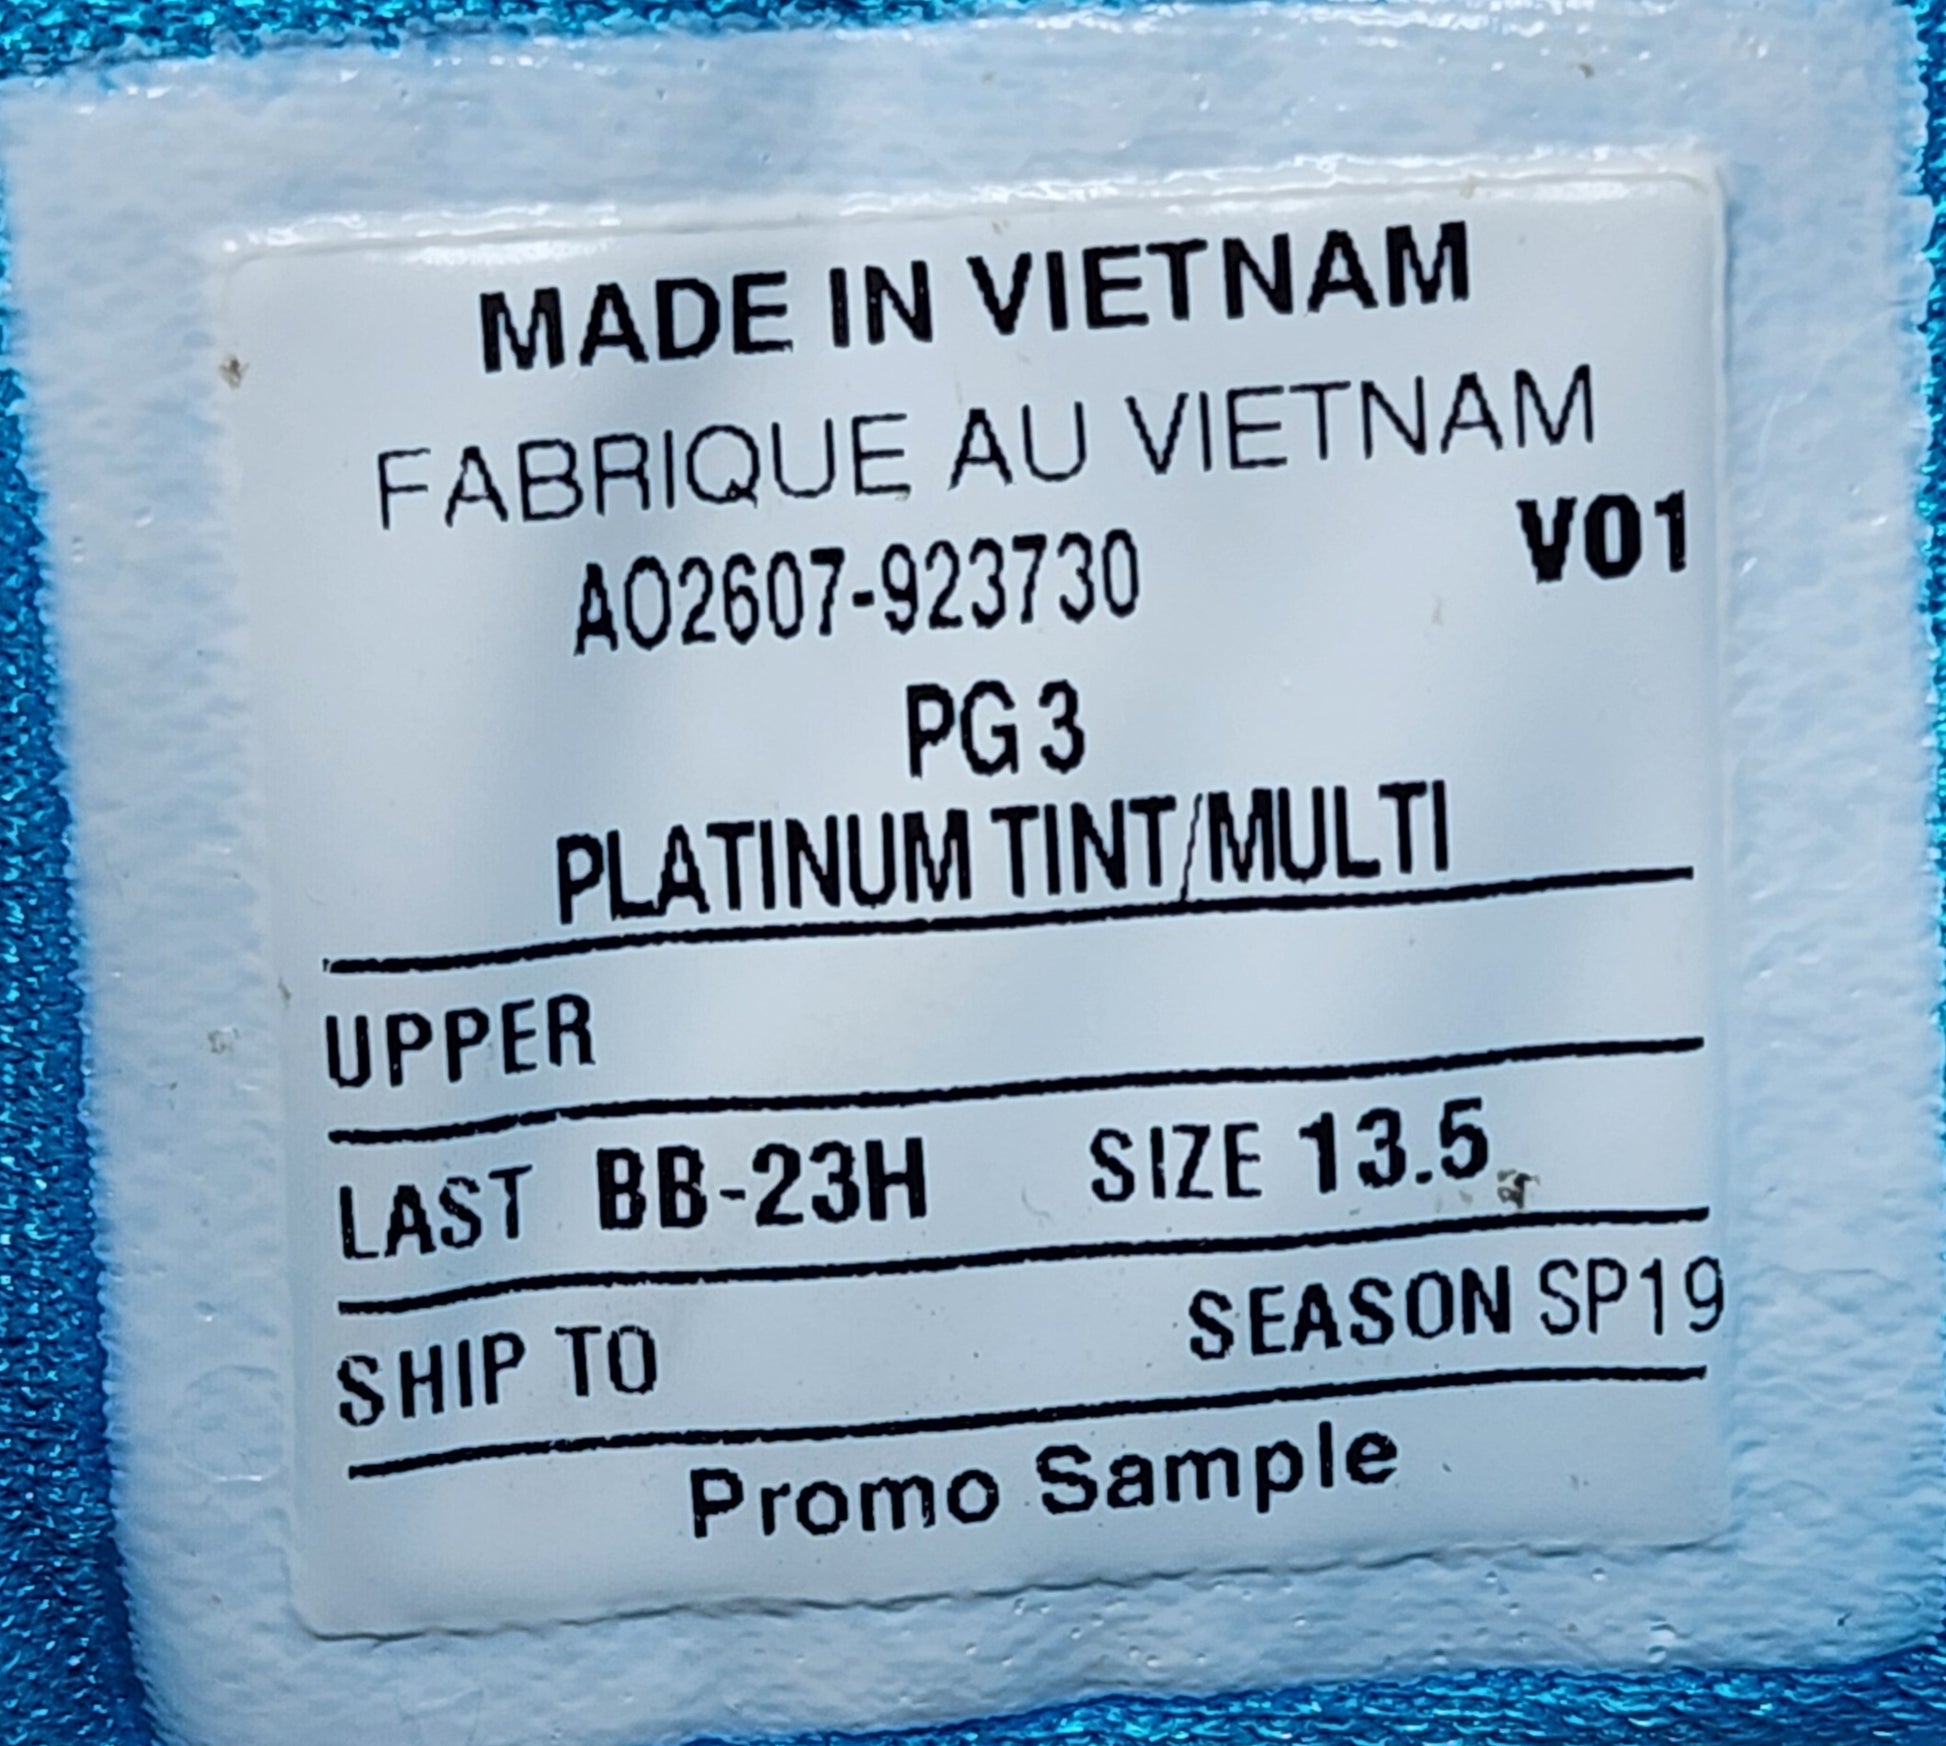 MADE IN VIETNAM
FABRIQUE AU VIETNAM
AO2607-923730 V01
PG 3
PLATINUM TINT/MULTI
UPPER
LAST BB-23H SIZE 13.5
SHIP TO SEASON SP19
Promo Sample